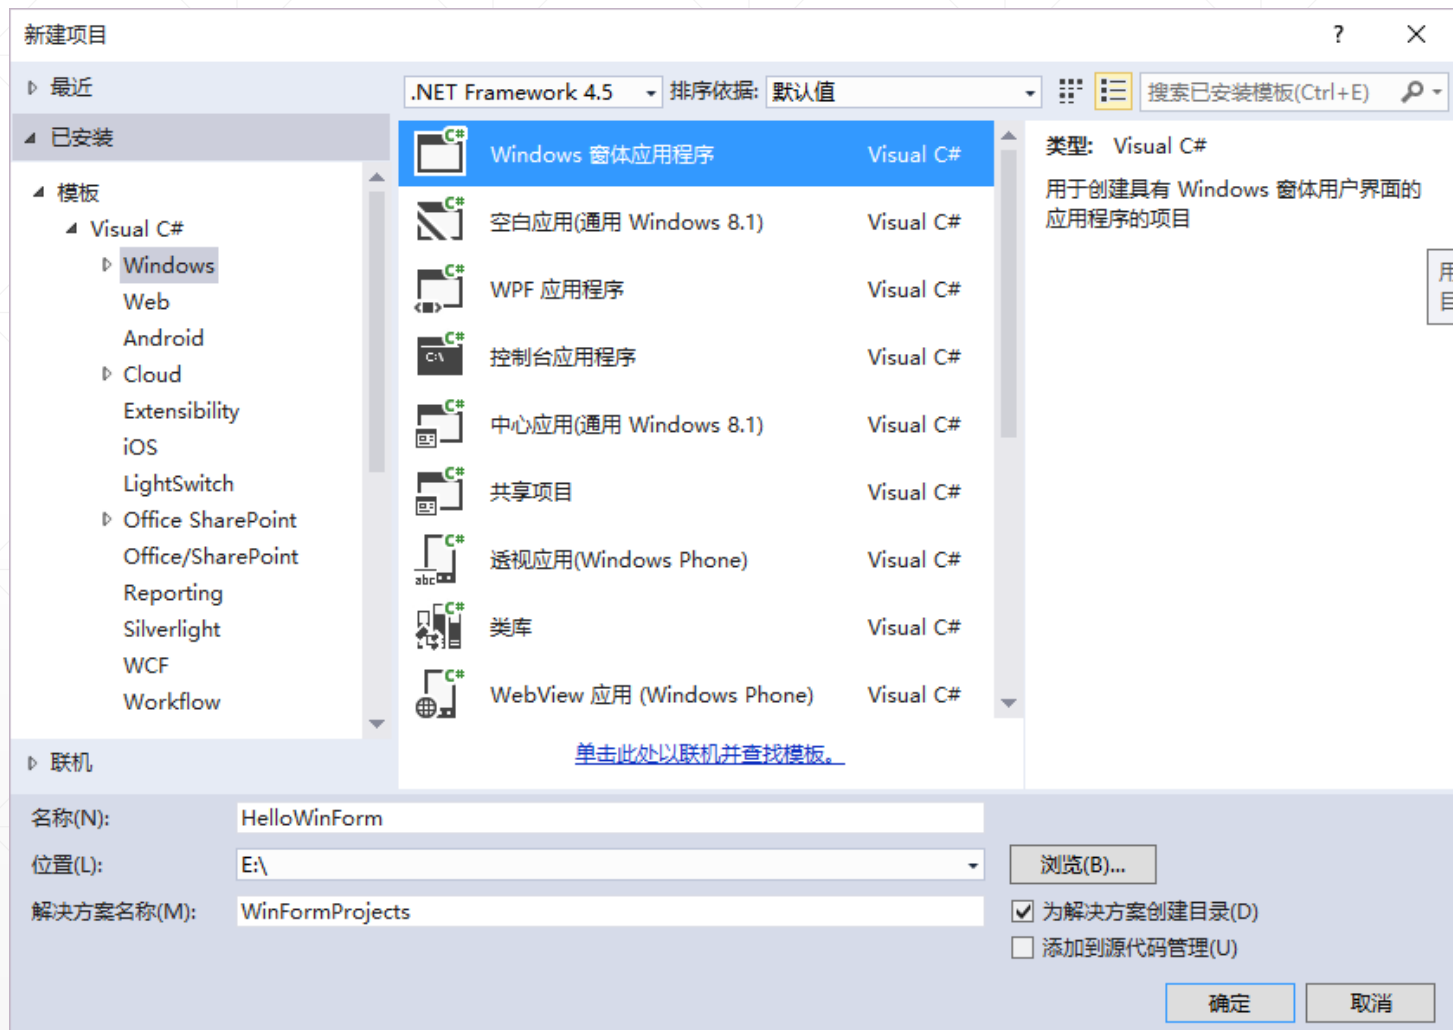 新建项目
?
最近
.NET Framework 4.5
排序依据:
默认值
搜索已安装模板(Ctrl+E)
已安装
模板
Visual C#
Windows
Web
Android
Cloud
Extensibility
iOS
LightSwitch
Office SharePoint
Office/SharePoint
Reporting
Silverlight
WCF
Workflow
联机
Windows 窗体应用程序 Visual C#
空白应用(通用 Windows 8.1) Visual C#
WPF 应用程序 Visual C#
控制台应用程序 Visual C#
中心应用(通用 Windows 8.1) Visual C#
共享项目 Visual C#
透视应用(Windows Phone) Visual C#
类库 Visual C#
WebView 应用 (Windows Phone) Visual C#
单击此处以联机并查找模板。
类型: Visual C#
用于创建具有 Windows 窗体用户界面的
应用程序的项目
用
目
名称(N): HelloWinForm
位置(L): E:\
浏览(B)...
解决方案名称(M): WinFormProjects
为解决方案创建目录(D)
添加到源代码管理(U)
确定
取消